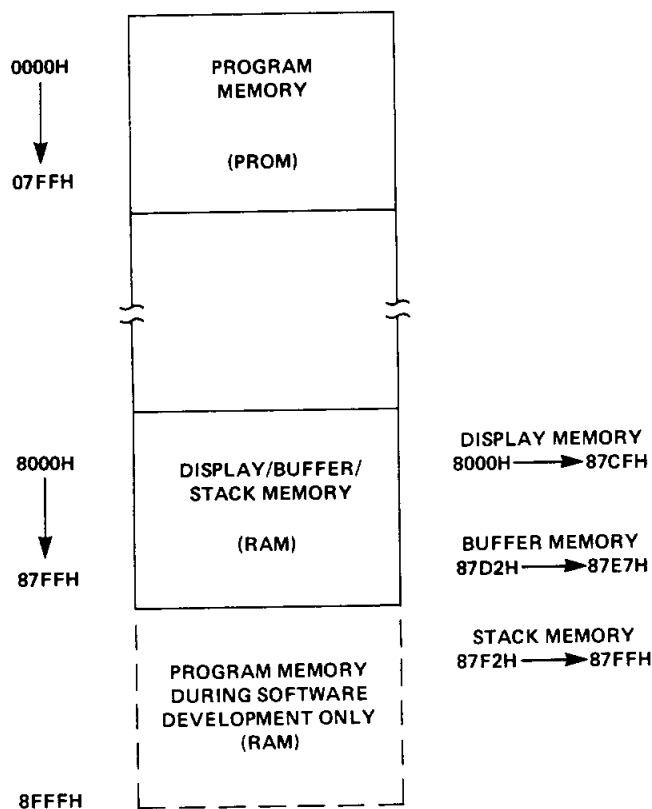 0000H
07FFH
PROGRAM
MEMORY
(PROM)
8000H
87FFH
DISPLAY/BUFFER/
STACK MEMORY
(RAM)
DISPLAY MEMORY
8000H → 87CFH
BUFFER MEMORY
87D2H → 87E7H
STACK MEMORY
87F2H → 87FFH
PROGRAM MEMORY
DURING SOFTWARE
DEVELOPMENT ONLY
(RAM)
8FFFH